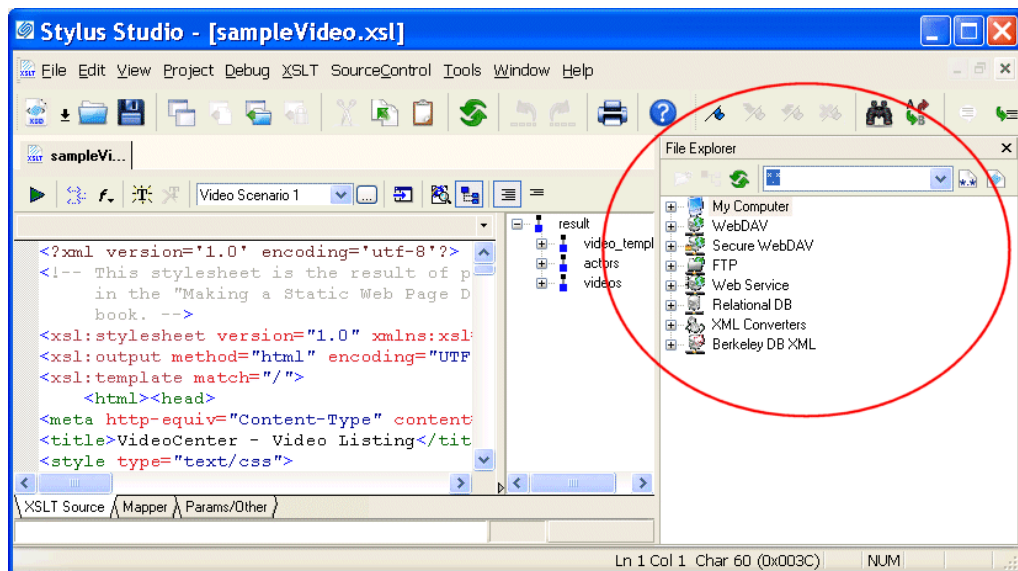 Stylus Studio - [sampleVideo.xsl]
File Edit View Project Debug XSLT SourceControl Tools Window Help
sampleVi...
Video Scenario 1
<?xml version='1.0' encoding='utf-8'?>
<!-- This stylesheet is the result of p
in the "Making a Static Web Page D
book. -->
<xsl:stylesheet version="1.0" xmlns:xsl
<xsl:output method="html" encoding="UTF
<xsl:template match="/">
<html><head>
<meta http-equiv="Content-Type" content
<title>VideoCenter - Video Listing</tit
<style type="text/css">
XSLT Source
Mapper
Params/Other
result
video_templ
actors
videos
File Explorer
*.*
My Computer
WebDAV
Secure WebDAV
FTP
Web Service
Relational DB
XML Converters
Berkeley DB XML
Ln 1 Col 1 Char 60 (0x003C)
NUM